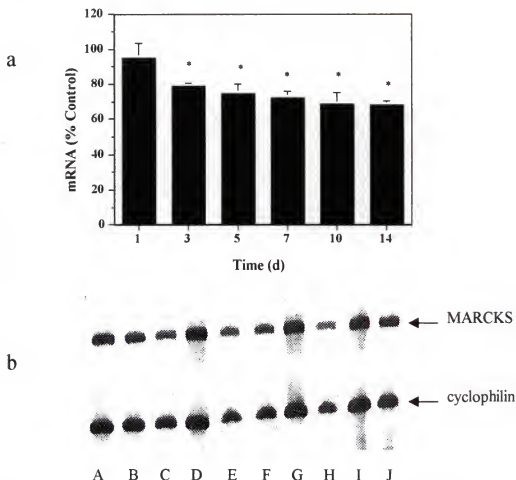 a
mRNA (% Control)
120
100
80
60
40
20
0
* * * * *
1 3 5 7 10 14
Time (d)
b
MARCKS
cyclophilin
A B C D E F G H I J